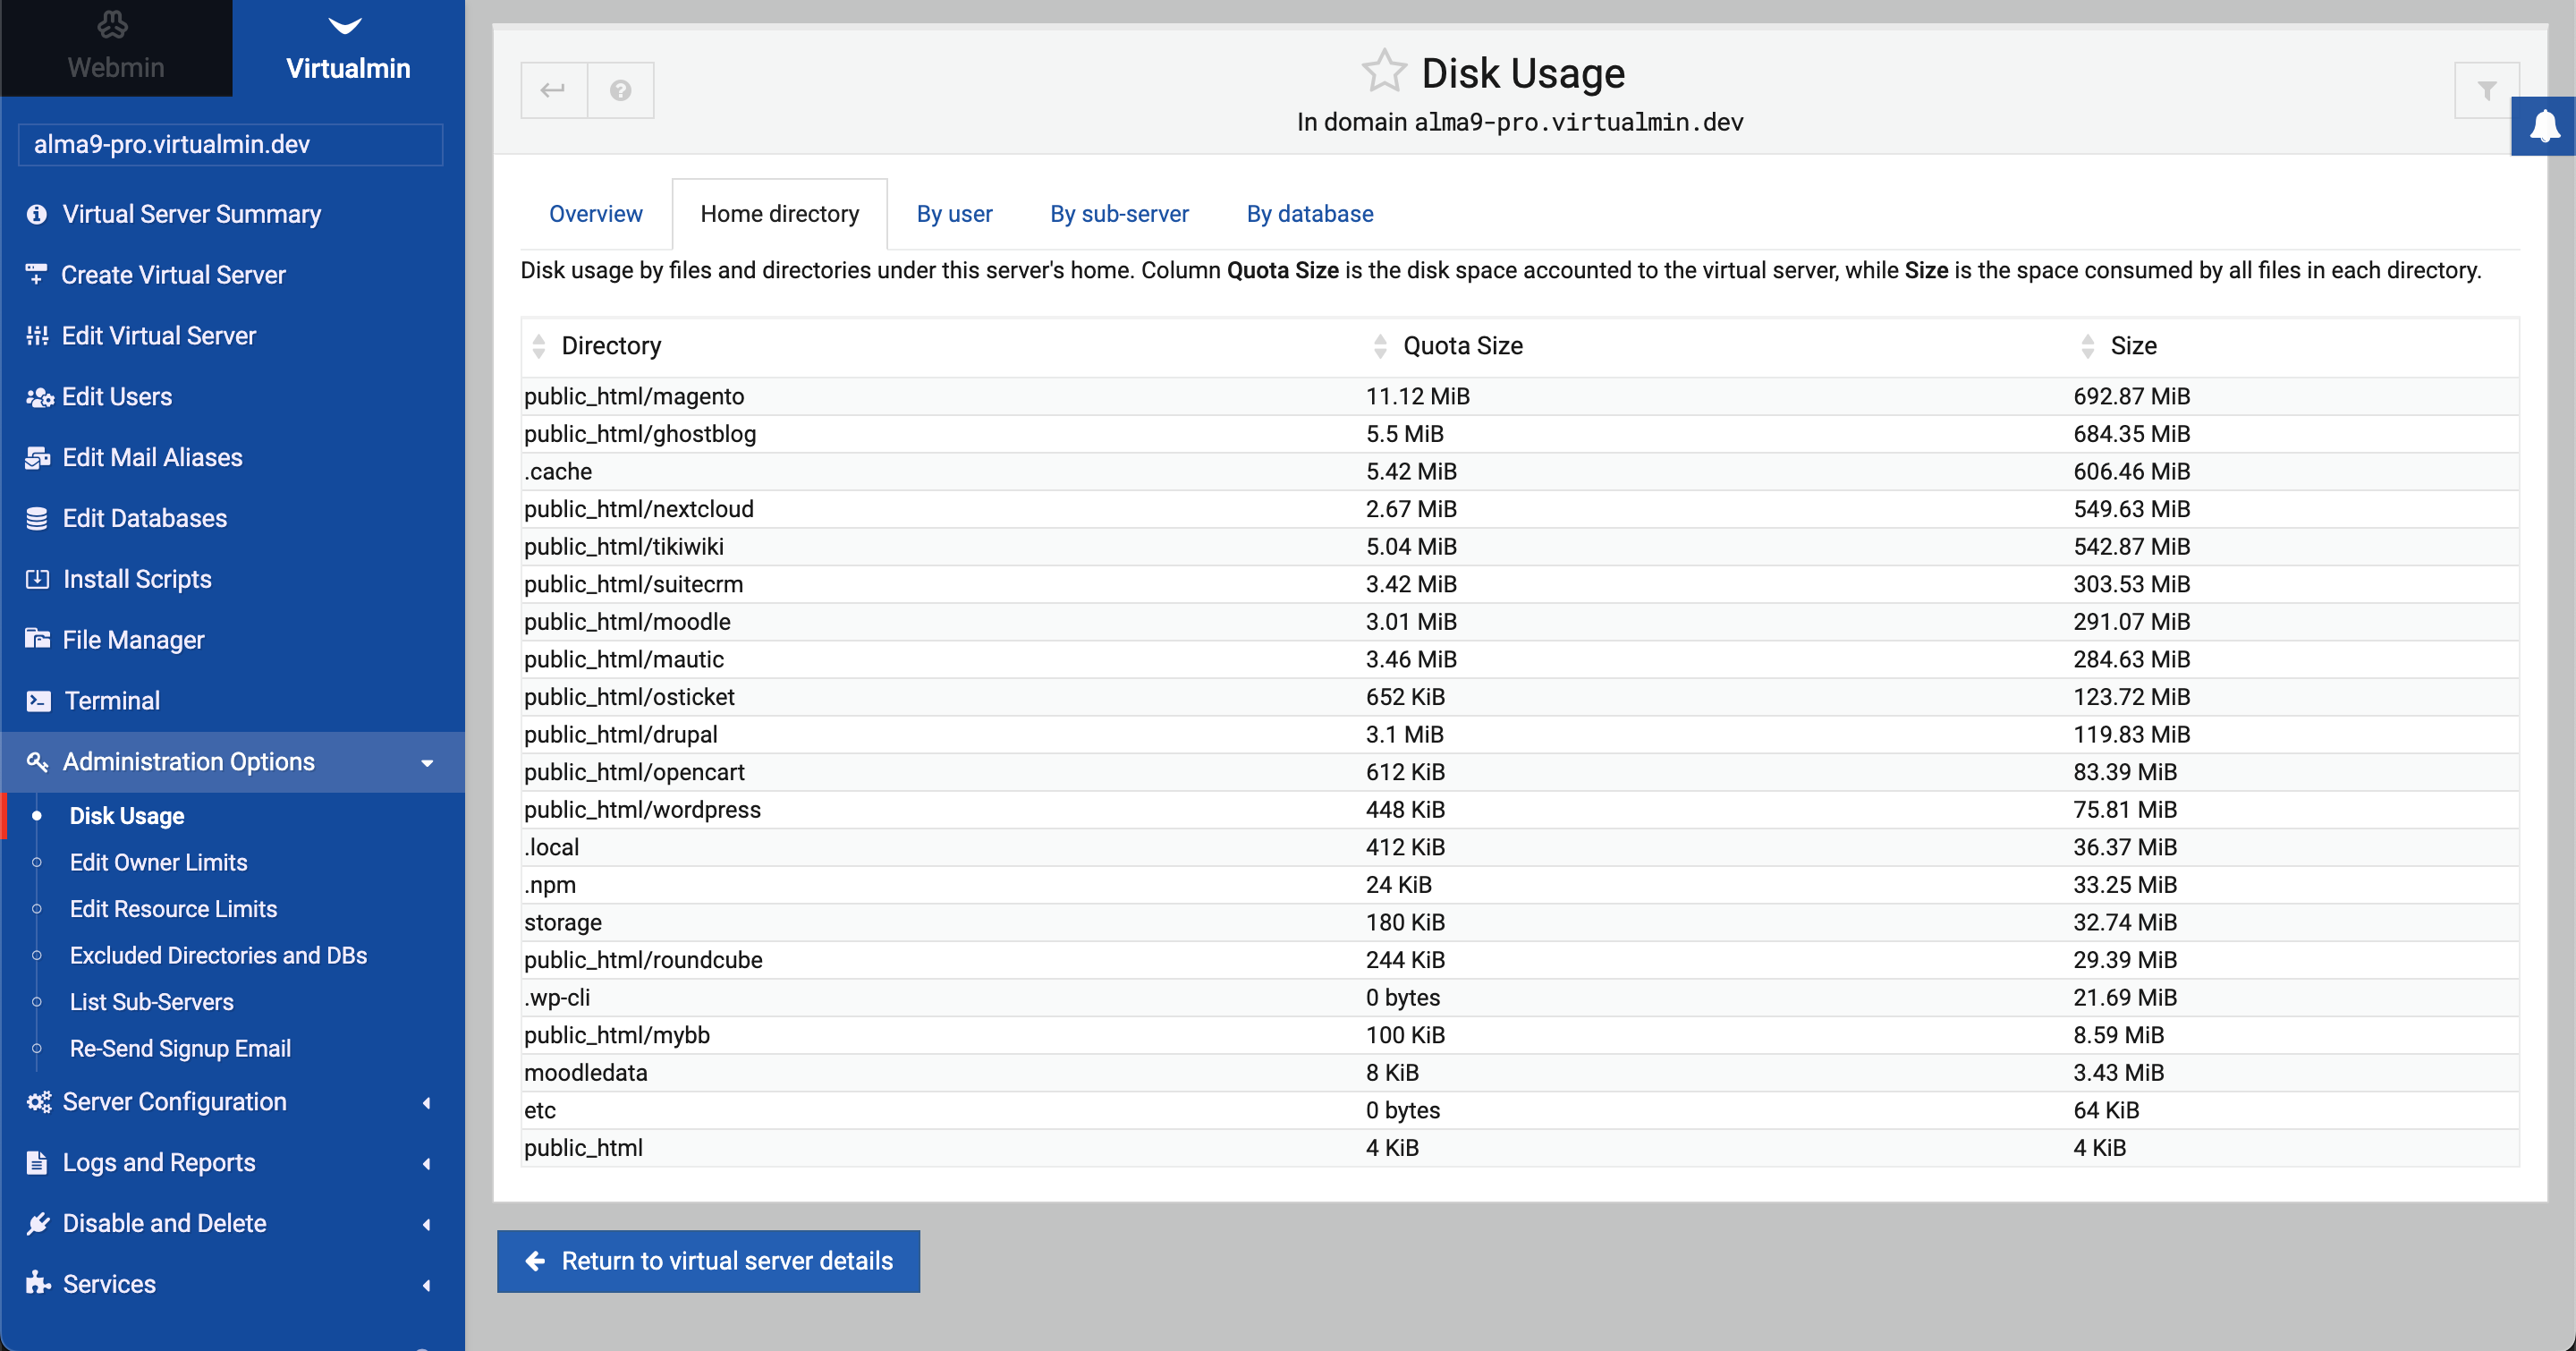 Webmin
Virtualmin
alma9-pro.virtualmin.dev
Virtual Server Summary
Create Virtual Server
Edit Virtual Server
Edit Users
Edit Mail Aliases
Edit Databases
Install Scripts
File Manager
Terminal
Administration Options
Disk Usage
Edit Owner Limits
Edit Resource Limits
Excluded Directories and DBs
List Sub-Servers
Re-Send Signup Email
Server Configuration
Logs and Reports
Disable and Delete
Services
Disk Usage
In domain alma9-pro.virtualmin.dev
Overview Home directory By user By sub-server By database
Disk usage by files and directories under this server's home. Column Quota Size is the disk space accounted to the virtual server, while Size is the space consumed by all files in each directory.
Directory Quota Size Size
public_html/magento 11.12 MiB 692.87 MiB
public_html/ghostblog 5.5 MiB 684.35 MiB
.cache 5.42 MiB 606.46 MiB
public_html/nextcloud 2.67 MiB 549.63 MiB
public_html/tikiwiki 5.04 MiB 542.87 MiB
public_html/suitecrm 3.42 MiB 303.53 MiB
public_html/moodle 3.01 MiB 291.07 MiB
public_html/mautic 3.46 MiB 284.63 MiB
public_html/osticket 652 KiB 123.72 MiB
public_html/drupal 3.1 MiB 119.83 MiB
public_html/opencart 612 KiB 83.39 MiB
public_html/wordpress 448 KiB 75.81 MiB
.local 412 KiB 36.37 MiB
.npm 24 KiB 33.25 MiB
storage 180 KiB 32.74 MiB
public_html/roundcube 244 KiB 29.39 MiB
.wp-cli 0 bytes 21.69 MiB
public_html/mybb 100 KiB 8.59 MiB
moodledata 8 KiB 3.43 MiB
etc 0 bytes 64 KiB
public_html 4 KiB 4 KiB
Return to virtual server details